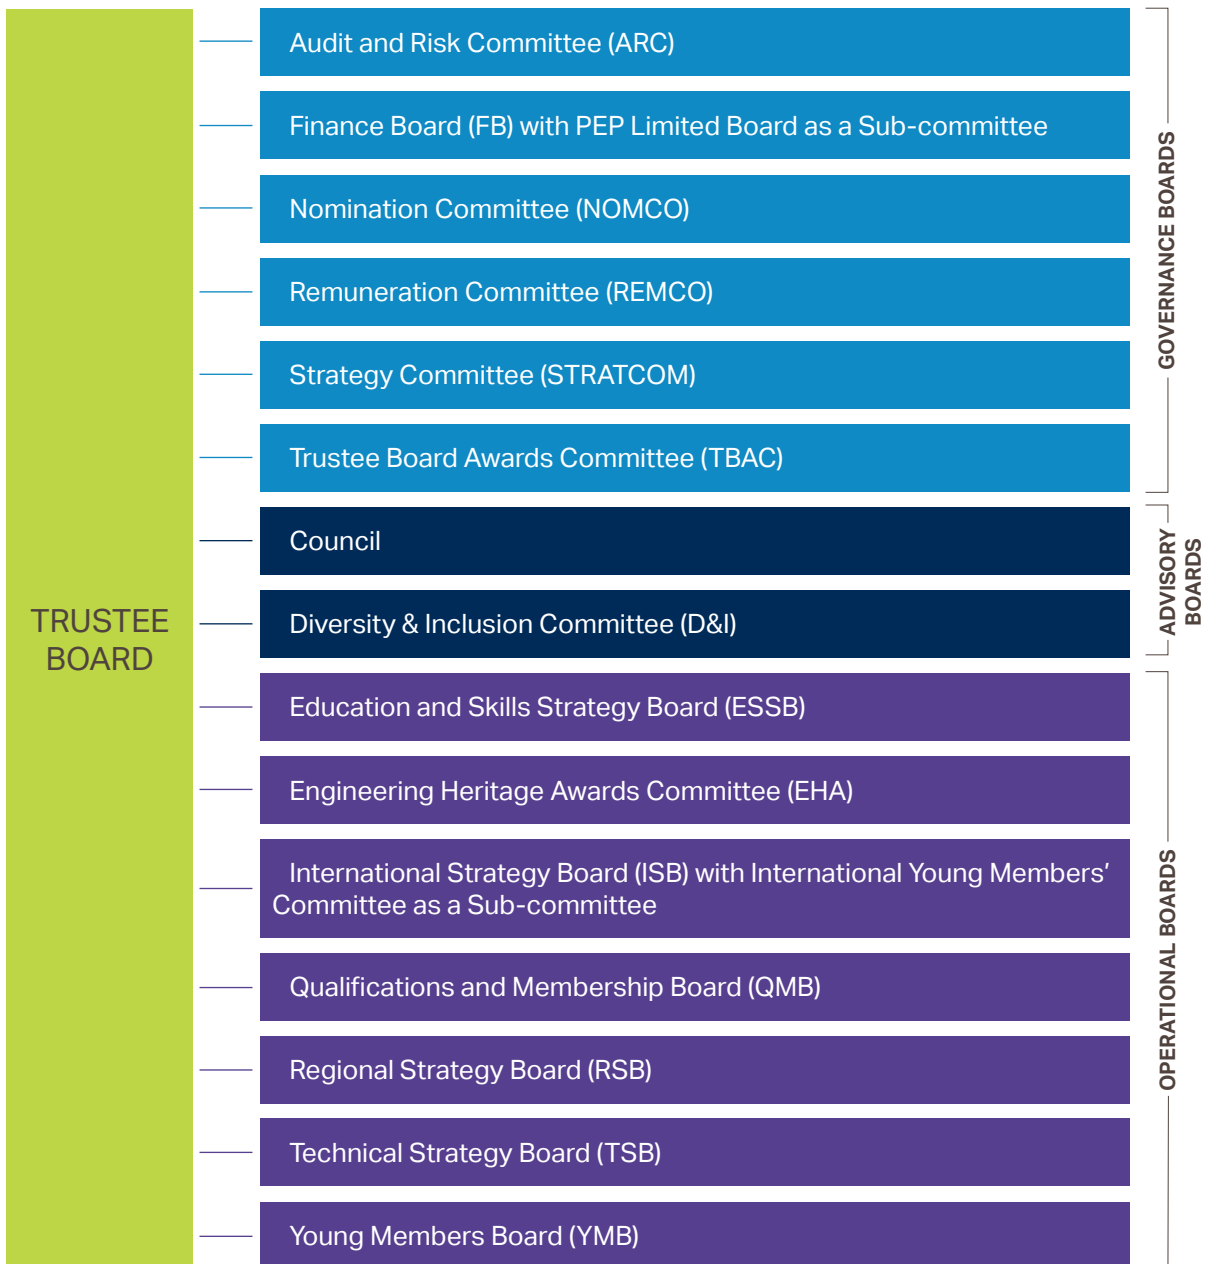 Audit and Risk Committee (ARC)
Finance Board (FB) with PEP Limited Board as a Sub-committee
Nomination Committee (NOMCO)
Remuneration Committee (REMCO)
Strategy Committee (STRATCOM)
Trustee Board Awards Committee (TBAC)
GOVERNANCE BOARDS
Council
Diversity & Inclusion Committee (D&I)
ADVISORY
BOARDS
TRUSTEE
BOARD
Education and Skills Strategy Board (ESSB)
Engineering Heritage Awards Committee (EHA)
International Strategy Board (ISB) with International Young Members’
Committee as a Sub-committee
Qualifications and Membership Board (QMB)
Regional Strategy Board (RSB)
Technical Strategy Board (TSB)
Young Members Board (YMB)
OPERATIONAL BOARDS